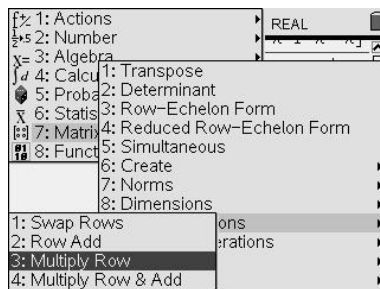 1: Actions
2: Number
3: Algebra
4: Calcu
5: Proba
6: Statis
7: Matrix
8: Funct
REAL
1: Transpose
2: Determinant
3: Row-Echelon Form
4: Reduced Row-Echelon Form
5: Simultaneous
6: Create
7: Norms
8: Dimensions
ons
erations
1: Swap Rows
2: Row Add
3: Multiply Row
4: Multiply Row & Add